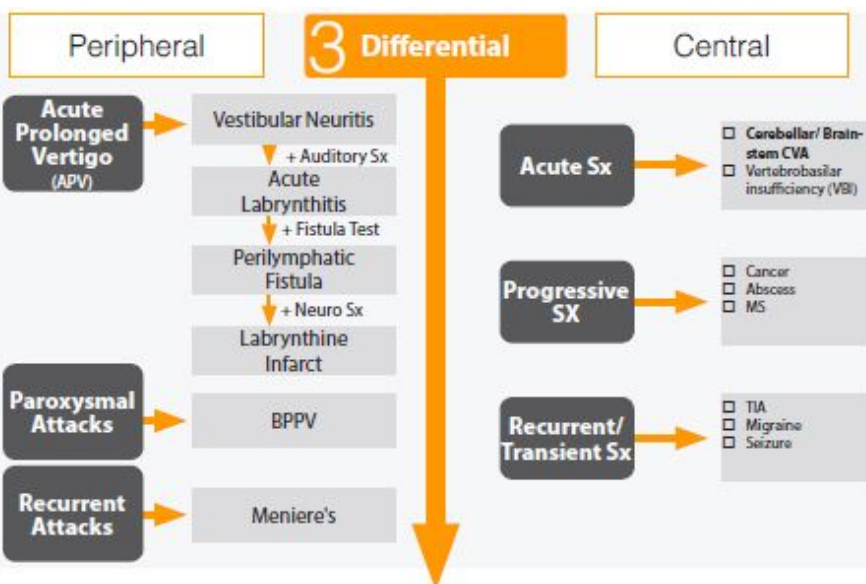 Peripheral
3 Differential
Central
Acute
Prolonged
Vertigo
(APV)
Vestibular Neuritis
+ Auditory Sx
Acute
Labrynthitis
+ Fistula Test
Perilymphatic
Fistula
+ Neuro Sx
Labrynthine
Infarct
Paroxysmal
Attacks
BPPV
Recurrent
Attacks
Meniere's
Acute Sx
Cerebellar/ Brain-
stem CVA
Vertebrobasilar
insufficiency (VBI)
Progressive
SX
Cancer
Abscess
MS
Recurrent/
Transient Sx
TIA
Migraine
Seizure